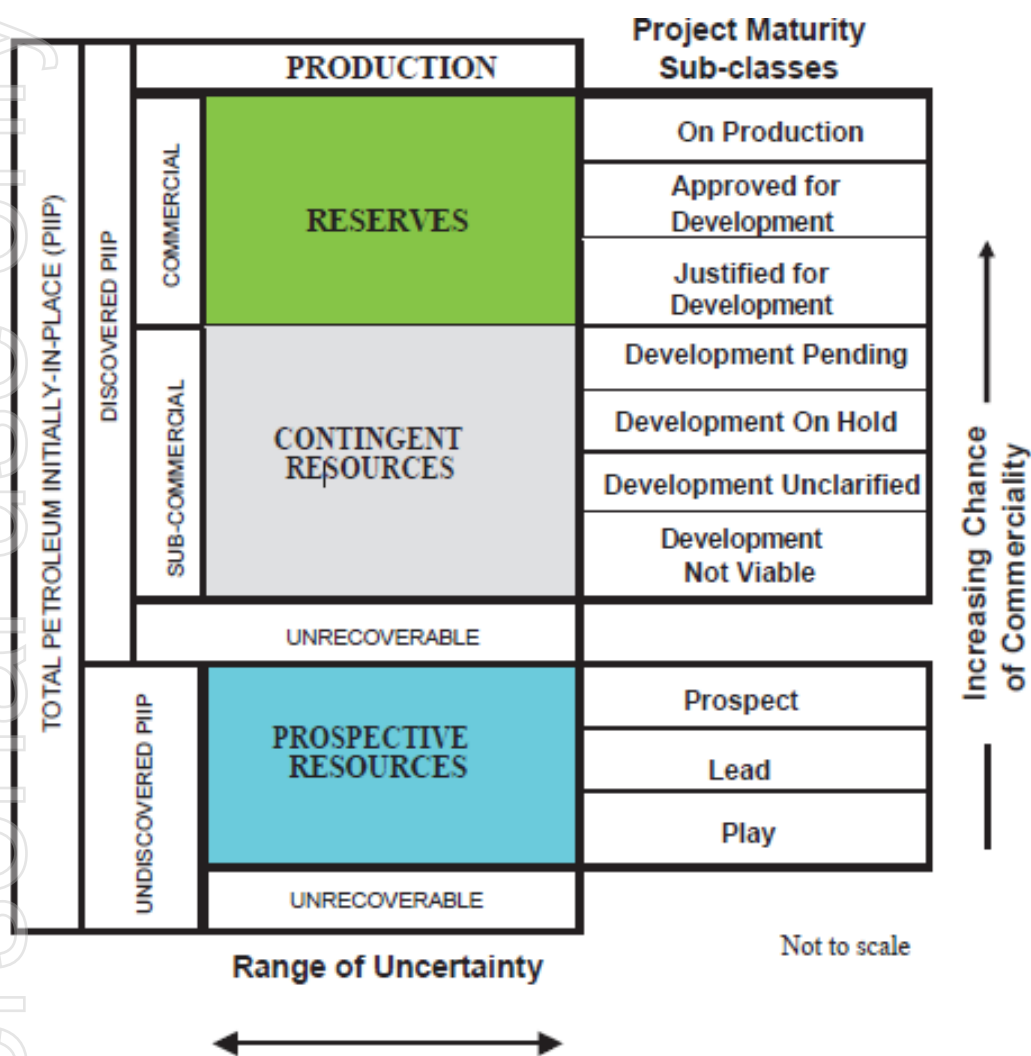 Project Maturity
Sub-classes
PRODUCTION
TOTAL PETROLEUM INITIALLY-IN-PLACE (PIIP)
DISCOVERED PIIP
COMMERCIAL
RESERVES
On Production
Approved for
Development
Justified for
Development
SUB-COMMERCIAL
CONTINGENT
RESOURCES
Development Pending
Development On Hold
Development Unclarified
Development
Not Viable
UNRECOVERABLE
UNDISCOVERED PIIP
PROSPECTIVE
RESOURCES
Prospect
Lead
Play
UNRECOVERABLE
Increasing Chance
of Commerciality
Not to scale
Range of Uncertainty